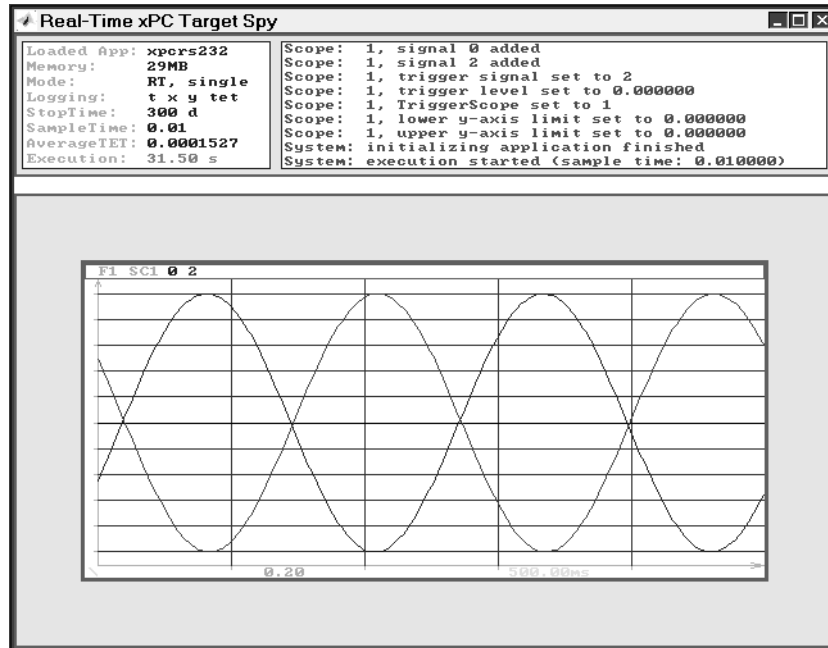 Real-Time xPC Target Spy
Loaded App: xpcrs232
Memory: 29MB
Mode: RT, single
Logging: t x y tet
StopTime: 300 d
SampleTime: 0.01
AverageTET: 0.0001527
Execution: 31.50 s
Scope: 1, signal 0 added
Scope: 1, signal 2 added
Scope: 1, trigger signal set to 2
Scope: 1, trigger level set to 0.000000
Scope: 1, TriggerScope set to 1
Scope: 1, lower y-axis limit set to 0.000000
Scope: 1, upper y-axis limit set to 0.000000
System: initializing application finished
System: execution started (sample time: 0.010000)
F1 SC1 0 2
0.20 500.00ms